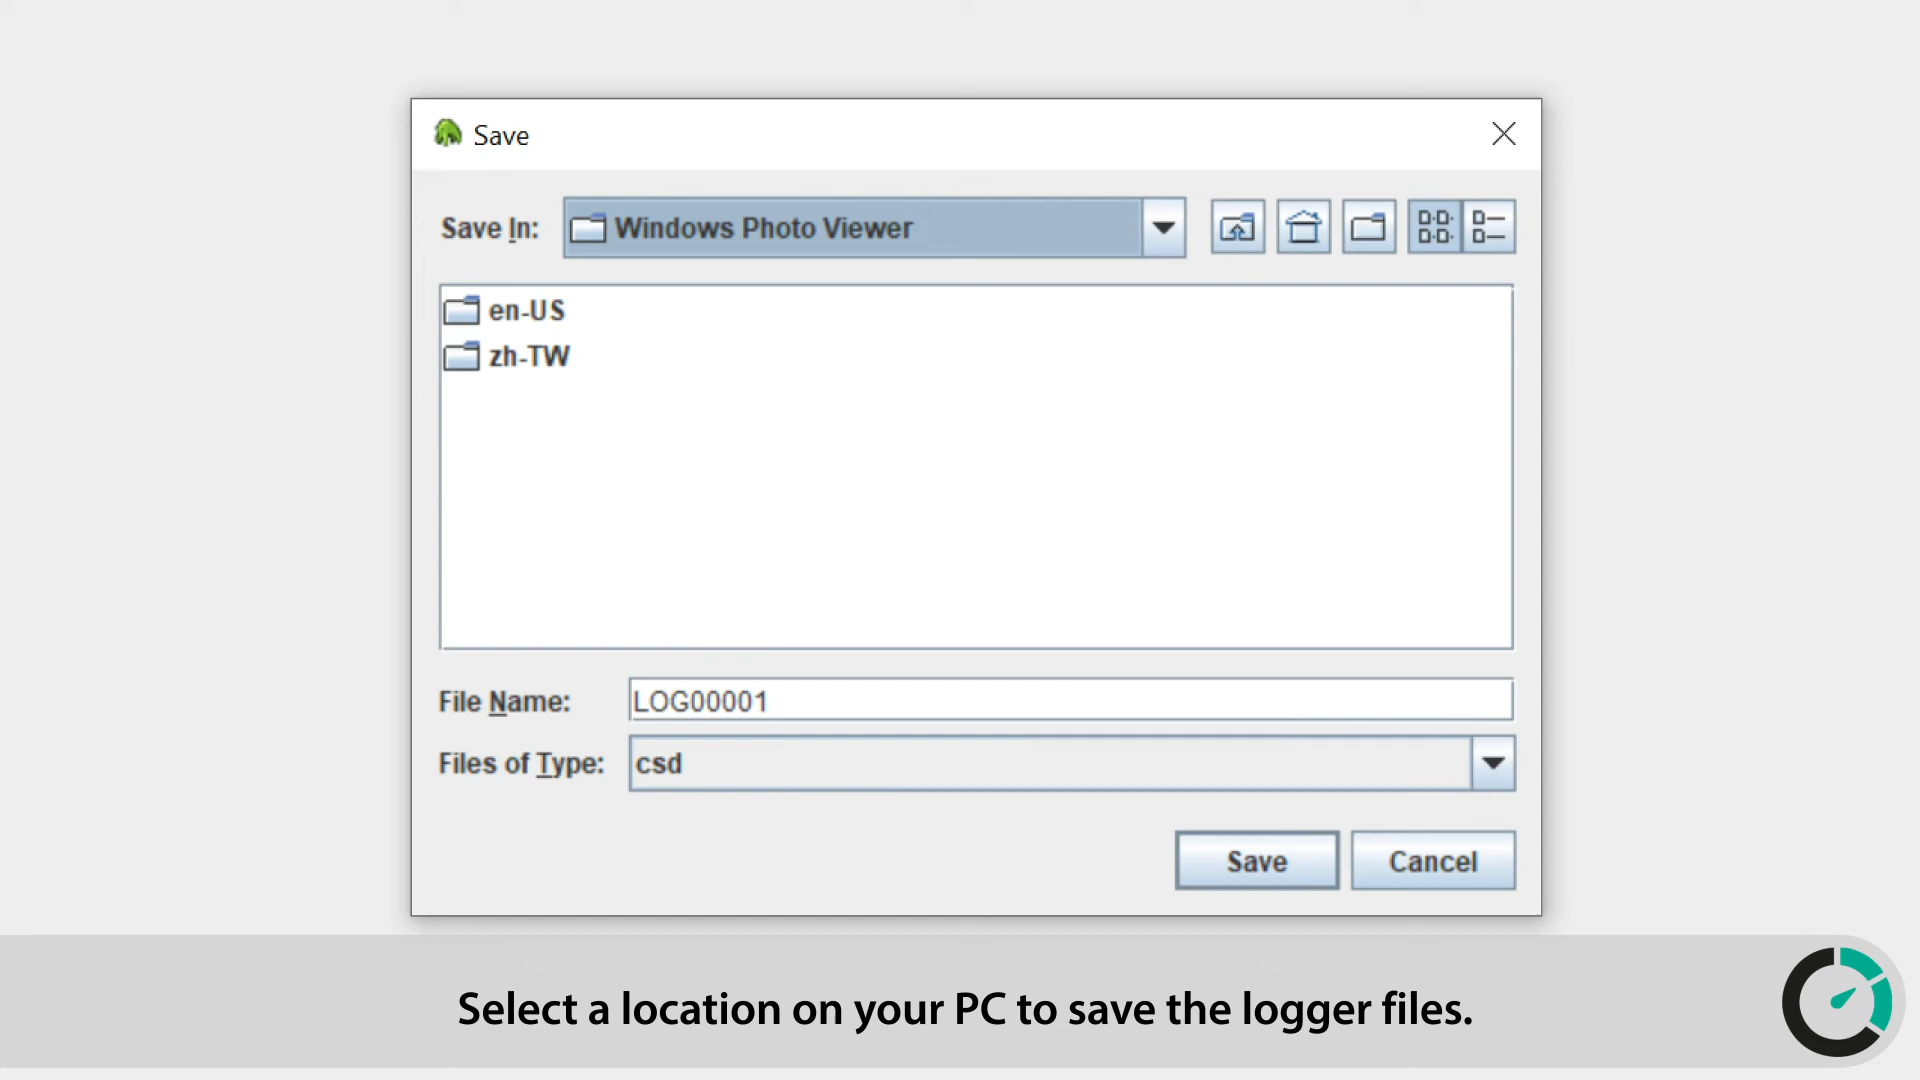 Save
Save In: Windows Photo Viewer
en-US
zh-TW
File Name: LOG00001
Files of Type: csd
Save Cancel
Select a location on your PC to save the logger files.